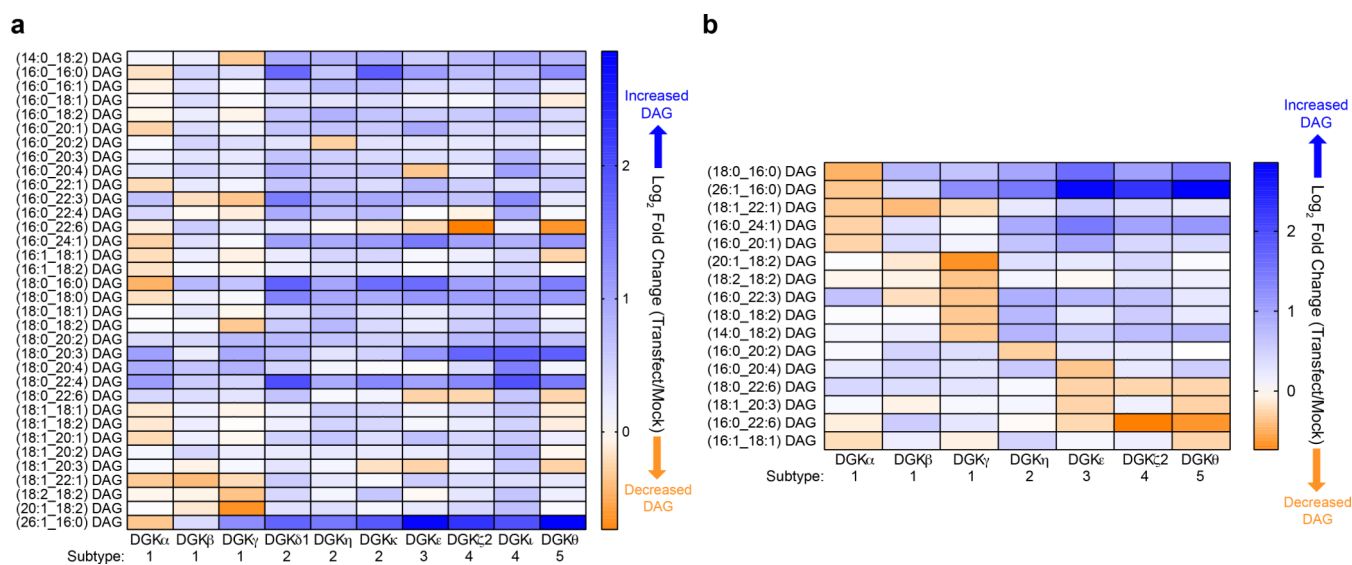 a
(14:0_18:2) DAG
(16:0_16:0) DAG
(16:0_16:1) DAG
(16:0_18:1) DAG
(16:0_18:2) DAG
(16:0_20:1) DAG
(16:0_20:2) DAG
(16:0_20:3) DAG
(16:0_20:4) DAG
(16:0_22:1) DAG
(16:0_22:3) DAG
(16:0_22:4) DAG
(16:0_22:6) DAG
(16:0_24:1) DAG
(16:1_18:1) DAG
(16:1_18:2) DAG
(18:0_16:0) DAG
(18:0_18:0) DAG
(18:0_18:1) DAG
(18:0_18:2) DAG
(18:0_20:2) DAG
(18:0_20:3) DAG
(18:0_20:4) DAG
(18:0_22:4) DAG
(18:0_22:6) DAG
(18:1_18:1) DAG
(18:1_18:2) DAG
(18:1_20:1) DAG
(18:1_20:2) DAG
(18:1_20:3) DAG
(18:1_22:1) DAG
(18:2_18:2) DAG
(20:1_18:2) DAG
(26:1_16:0) DAG
DGKα DGKβ DGKγ DGKδ1 DGKη DGKκ DGKε DGKζ2 DGKι DGKθ
Subtype: 1 1 1 2 2 2 3 4 4 5
2
1
0
Increased
DAG
Log2 Fold Change (Transfect/Mock)
Decreased
DAG
b
(18:0_16:0) DAG
(26:1_16:0) DAG
(18:1_22:1) DAG
(16:0_24:1) DAG
(16:0_20:1) DAG
(20:1_18:2) DAG
(18:2_18:2) DAG
(16:0_22:3) DAG
(18:0_18:2) DAG
(14:0_18:2) DAG
(16:0_20:2) DAG
(16:0_20:4) DAG
(18:0_22:6) DAG
(18:1_20:3) DAG
(16:0_22:6) DAG
(16:1_18:1) DAG
DGKα DGKβ DGKγ DGKη DGKε DGKζ2 DGKθ
Subtype: 1 1 1 2 3 4 5
2
1
0
Increased
DAG
Log2 Fold Change (Transfect/Mock)
Decreased
DAG